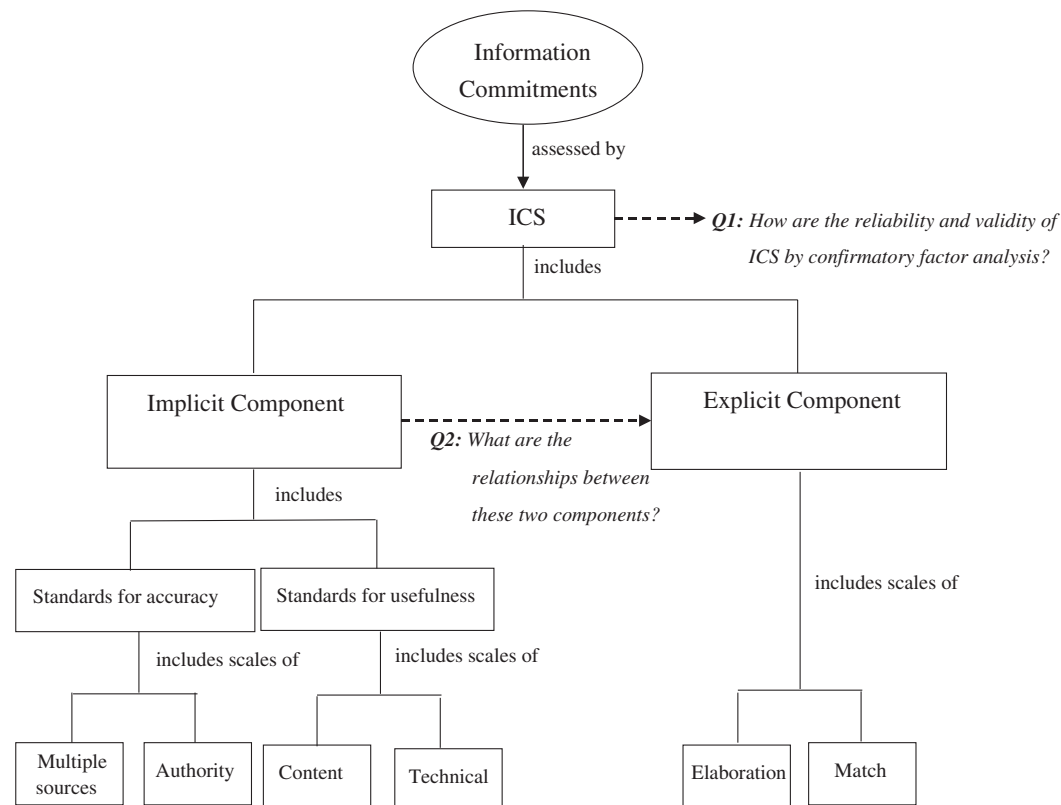 Information
Commitments
assessed by
ICS
Q1: How are the reliability and validity of
ICS by confirmatory factor analysis?
includes
Implicit Component
Explicit Component
Q2: What are the
relationships between
these two components?
includes
Standards for accuracy
Standards for usefulness
includes scales of
includes scales of
includes scales of
Multiple
sources
Authority
Content
Technical
Elaboration
Match